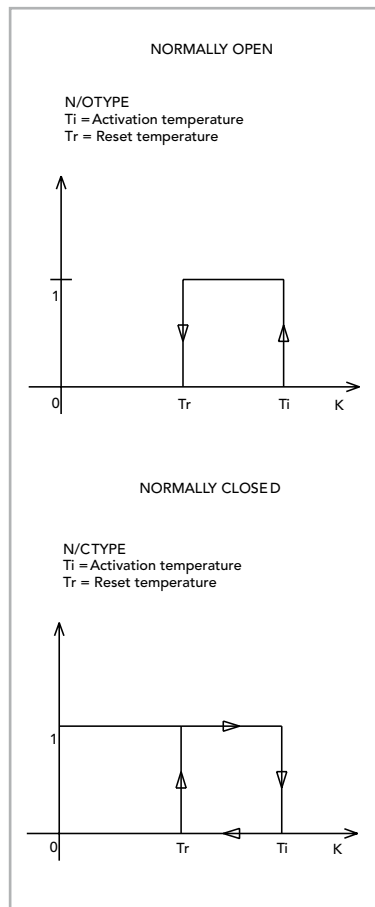 NORMALLY OPEN
N/OTYPE
Ti = Activation temperature
Tr = Reset temperature
1
0
Tr
Ti
K
NORMALLY CLOSED
N/CTYPE
Ti = Activation temperature
Tr = Reset temperature
1
0
Tr
Ti
K